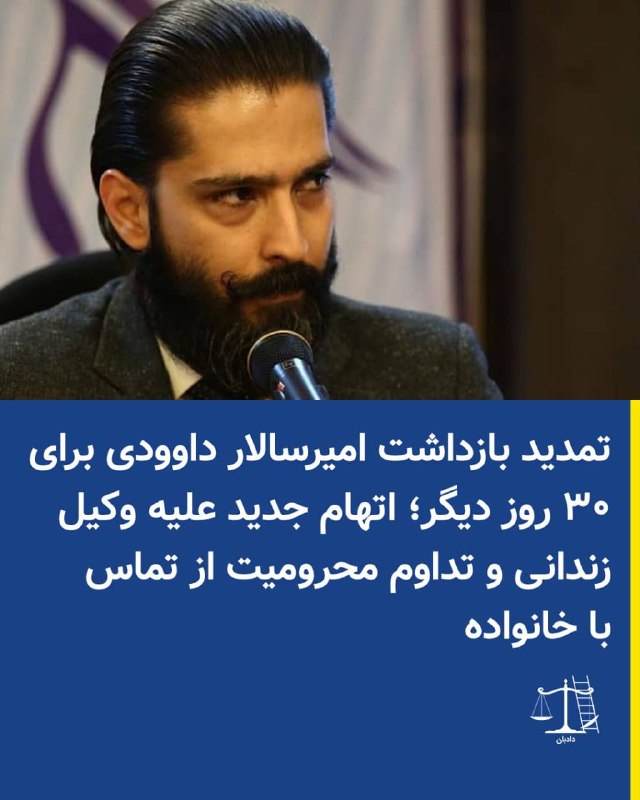 تمدید بازداشت امیرسالار داوودی برای
۳۰ روز دیگر؛ اتهام جدید علیه وکیل
زندانی و تداوم محرومیت از تماس
با خانواده
دادبان